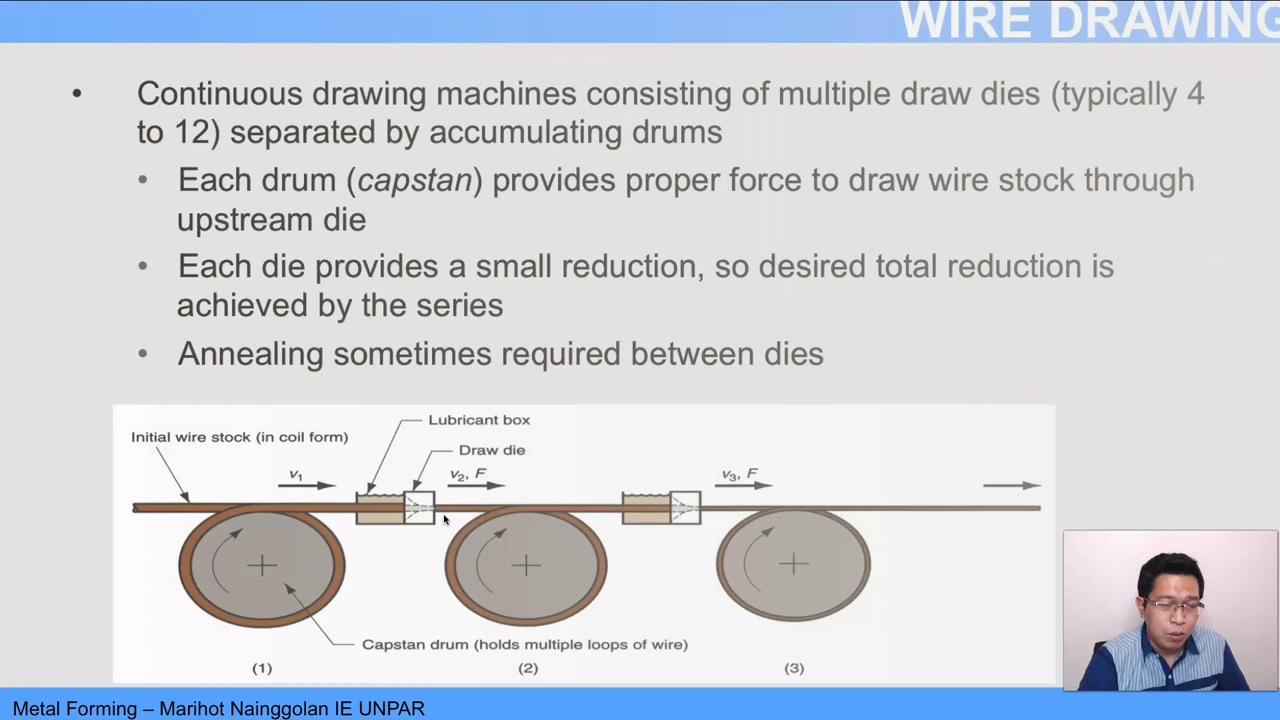 WIRE DRAWING
• Continuous drawing machines consisting of multiple draw dies (typically 4
to 12) separated by accumulating drums
• Each drum (capstan) provides proper force to draw wire stock through
upstream die
• Each die provides a small reduction, so desired total reduction is
achieved by the series
• Annealing sometimes required between dies
Lubricant box
Initial wire stock (in coil form)
Draw die
v1
v2, F
v3, F
Capstan drum (holds multiple loops of wire)
(1)
(2)
(3)
Metal Forming – Marihot Nainggolan IE UNPAR